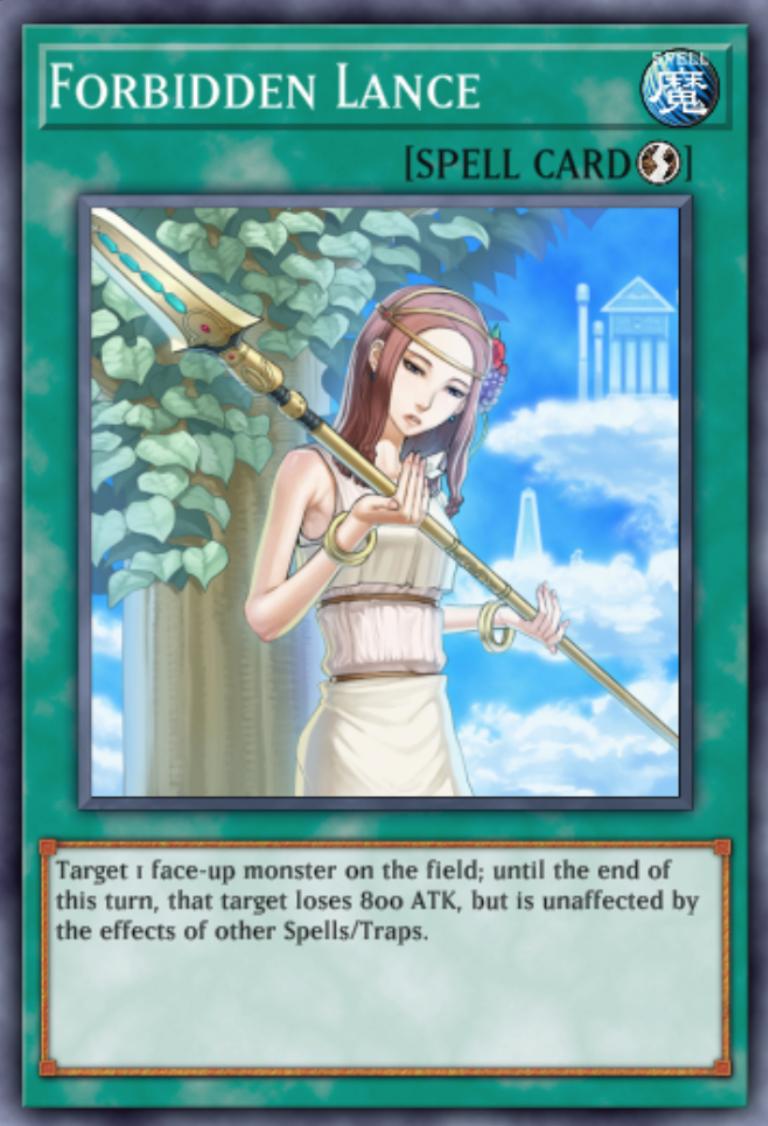 Forbidden Lance
SPELL
魔
[SPELL CARD]
Target 1 face-up monster on the field; until the end of
this turn, that target loses 800 ATK, but is unaffected by
the effects of other Spells/Traps.